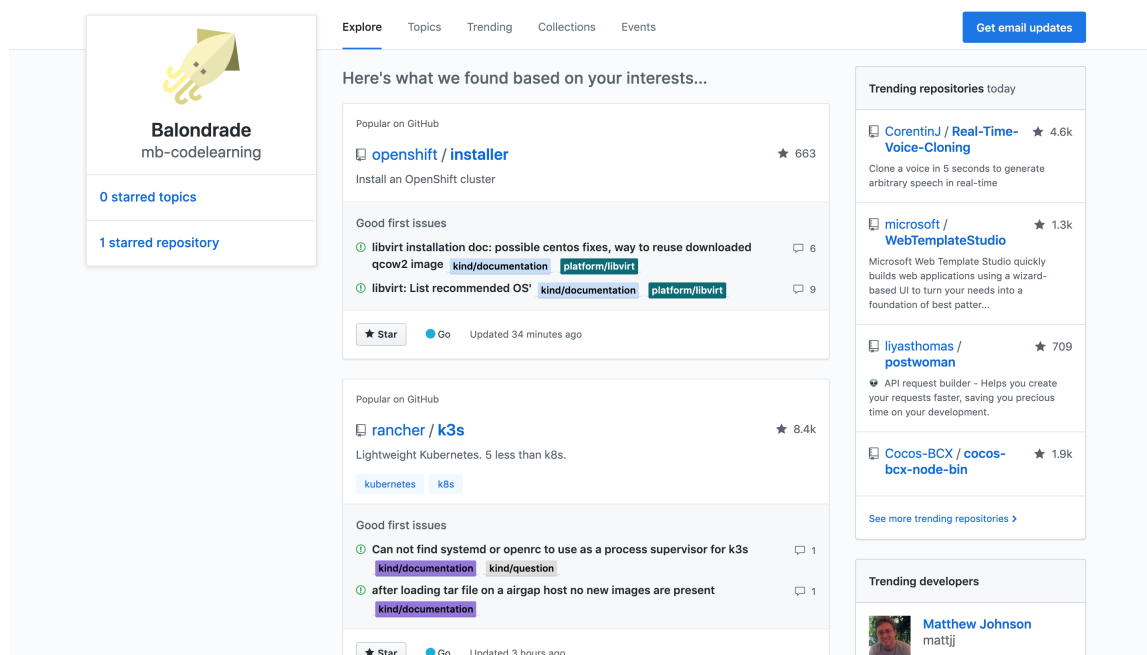 Explore Topics Trending Collections Events
Get email updates
Balondrade
mb-codelearning
0 starred topics
1 starred repository
Here's what we found based on your interests...
Popular on GitHub
openshift / installer 663
Install an OpenShift cluster
Good first issues
libvirt installation doc: possible centos fixes, way to reuse downloaded 6
qcow2 image kind/documentation platform/libvirt
libvirt: List recommended OS' kind/documentation platform/libvirt 9
Star Go Updated 34 minutes ago
Popular on GitHub
rancher / k3s 8.4k
Lightweight Kubernetes. 5 less than k8s.
kubernetes k8s
Good first issues
Can not find systemd or openrc to use as a process supervisor for k3s 1
kind/documentation kind/question
after loading tar file on a airgap host no new images are present 1
kind/documentation
Star Go Updated 3 hours ago
Trending repositories today
CorentinJ / Real-Time- 4.6k
Voice-Cloning
Clone a voice in 5 seconds to generate
arbitrary speech in real-time
microsoft / 1.3k
WebTemplateStudio
Microsoft Web Template Studio quickly
builds web applications using a wizard-
based UI to turn your needs into a
foundation of best patter...
liyasthomas / 709
postwoman
👽 API request builder - Helps you create
your requests faster, saving you precious
time on your development.
Cocos-BCX / cocos- 1.9k
bcx-node-bin
See more trending repositories
Trending developers
Matthew Johnson
mattjj